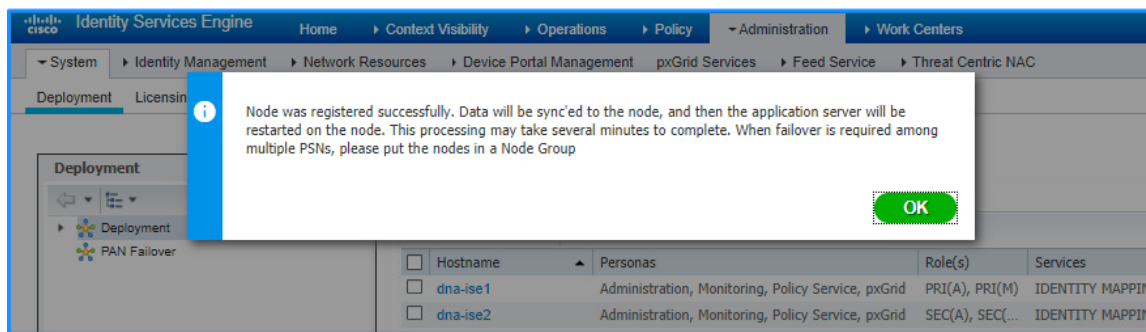 cisco Identity Services Engine Home Context Visibility Operations Policy Administration Work Centers
System Identity Management Network Resources Device Portal Management pxGrid Services Feed Service Threat Centric NAC
Deployment Licensin
Node was registered successfully. Data will be sync'ed to the node, and then the application server will be
restarted on the node. This processing may take several minutes to complete. When failover is required among
multiple PSNs, please put the nodes in a Node Group
OK
Deployment
Deployment
PAN Failover
Hostname Personas Role(s) Services
dna-ise1 Administration, Monitoring, Policy Service, pxGrid PRI(A), PRI(M) IDENTITY MAPPIN
dna-ise2 Administration, Monitoring, Policy Service, pxGrid SEC(A), SEC(... IDENTITY MAPPIN